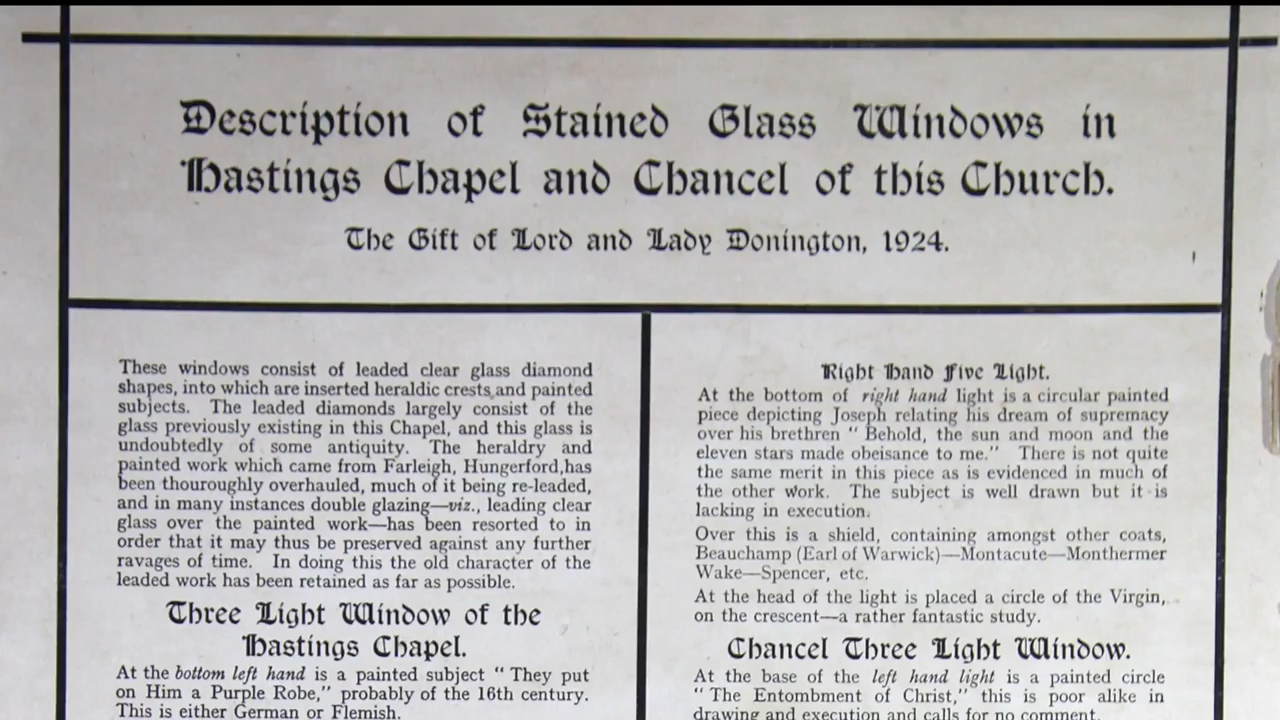 Description of Stained Glass Windows in
Hastings Chapel and Chancel of this Church.
The Gift of Lord and Lady Donington, 1924.
These windows consist of leaded clear glass diamond
shapes, into which are inserted heraldic crests and painted
subjects. The leaded diamonds largely consist of the
glass previously existing in this Chapel, and this glass is
undoubtedly of some antiquity. The heraldry and
painted work which came from Farleigh, Hungerford,has
been thouroughly overhauled, much of it being re-leaded,
and in many instances double glazing—viz., leading clear
glass over the painted work—has been resorted to in
order that it may thus be preserved against any further
ravages of time. In doing this the old character of the
leaded work has been retained as far as possible.
Three Light Window of the
Hastings Chapel.
At the bottom left hand is a painted subject “ They put
on Him a Purple Robe,” probably of the 16th century.
This is either German or Flemish.
Right Hand Five Light.
At the bottom of right hand light is a circular painted
piece depicting Joseph relating his dream of supremacy
over his brethren “ Behold, the sun and moon and the
eleven stars made obeisance to me.” There is not quite
the same merit in this piece as is evidenced in much of
the other work. The subject is well drawn but it is
lacking in execution.
Over this is a shield, containing amongst other coats,
Beauchamp (Earl of Warwick)—Montacute—Monthermer
Wake—Spencer, etc.
At the head of the light is placed a circle of the Virgin,
on the crescent—a rather fantastic study.
Chancel Three Light Window.
At the base of the left hand light is a painted circle
“ The Entombment of Christ,” this is poor alike in
drawing and execution and calls for no comment.